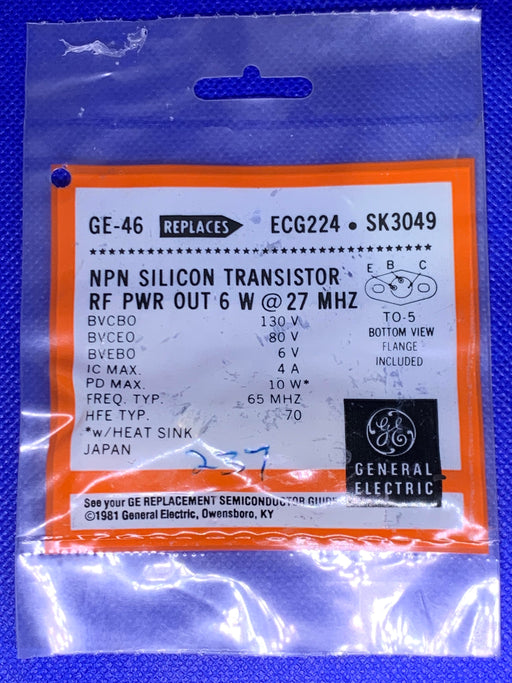 GE-46 REPLACES ECG224 • SK3049
NPN SILICON TRANSISTOR
RF PWR OUT 6 W @ 27 MHZ
E B C
TO-5
BOTTOM VIEW
FLANGE
INCLUDED
BVCBO 130 V
BVCEO 80 V
BVEBO 6 V
IC MAX. 4 A
PD MAX. 10 W*
FREQ. TYP. 65 MHZ
HFE TYP. 70
*w/HEAT SINK
JAPAN
237
GE
GENERAL
ELECTRIC
See your GE REPLACEMENT SEMICONDUCTOR GUIDE
©1981 General Electric, Owensboro, KY